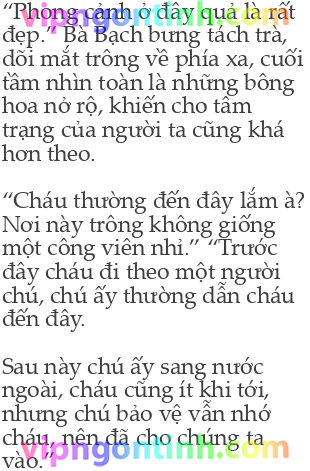 “Phong cảnh ở đây quả là rất
vipngontinh.com
đẹp.” Bà Bạch bưng tách trà,
dõi mắt trông về phía xa, cuối
tầm nhìn toàn là những bông
hoa nở rộ, khiến cho tâm
trạng của người ta cũng khá
hơn theo.
“Cháu thường đến đây lắm à?
Nơi này trông không giống
một công viên nhỉ.” “Trước
đây cháu đi theo một người
chú, chú ấy thường dẫn cháu
đến đây.
Sau này chú ấy sang nước
ngoài, cháu cũng ít khi tới,
nhưng chú bảo vệ vẫn nhớ
cháu, nên đã cho chúng ta
vipngontinh.com
vào.”